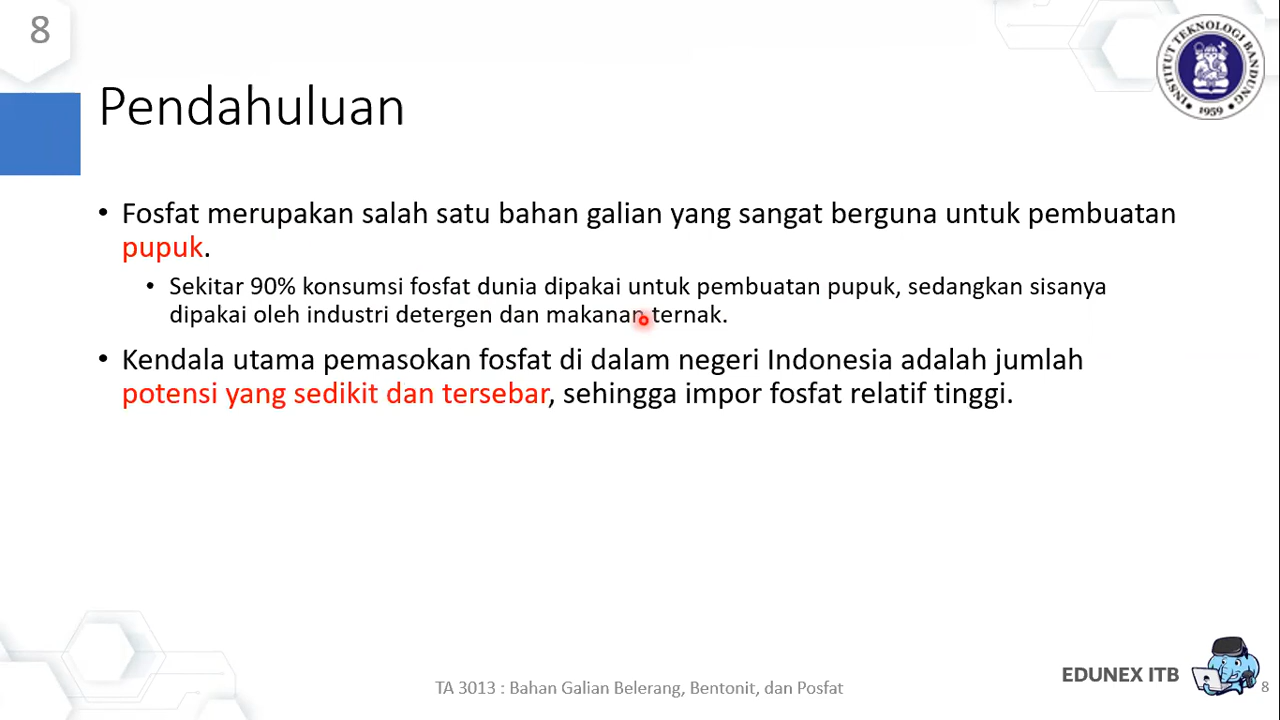 8
INSTITUT TEKNOLOGI BANDUNG
1959
Pendahuluan
• Fosfat merupakan salah satu bahan galian yang sangat berguna untuk pembuatan
pupuk.
• Sekitar 90% konsumsi fosfat dunia dipakai untuk pembuatan pupuk, sedangkan sisanya
dipakai oleh industri detergen dan makanan ternak.
• Kendala utama pemasokan fosfat di dalam negeri Indonesia adalah jumlah
potensi yang sedikit dan tersebar, sehingga impor fosfat relatif tinggi.
EDUNEX ITB
TA 3013 : Bahan Galian Belerang, Bentonit, dan Posfat
8